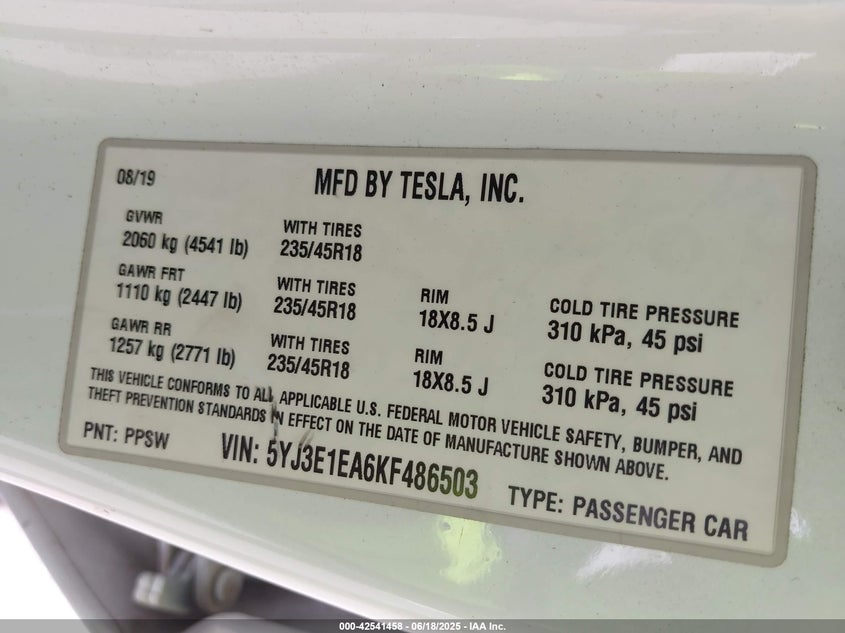 08/19
MFD BY TESLA, INC.
GVWR
2060 kg (4541 lb)
WITH TIRES
235/45R18
GAWR FRT
1110 kg (2447 lb)
WITH TIRES
235/45R18
RIM
18X8.5 J
COLD TIRE PRESSURE
310 kPa, 45 psi
GAWR RR
1257 kg (2771 lb)
WITH TIRES
235/45R18
RIM
18X8.5 J
COLD TIRE PRESSURE
310 kPa, 45 psi
THIS VEHICLE CONFORMS TO ALL APPLICABLE U.S. FEDERAL MOTOR VEHICLE SAFETY, BUMPER, AND
THEFT PREVENTION STANDARDS IN EFFECT ON THE DATE OF MANUFACTURE SHOWN ABOVE.
PNT: PPSW
VIN: 5YJ3E1EA6KF486503
TYPE: PASSENGER CAR
000-42541458 - 06/18/2025 - IAA Inc.